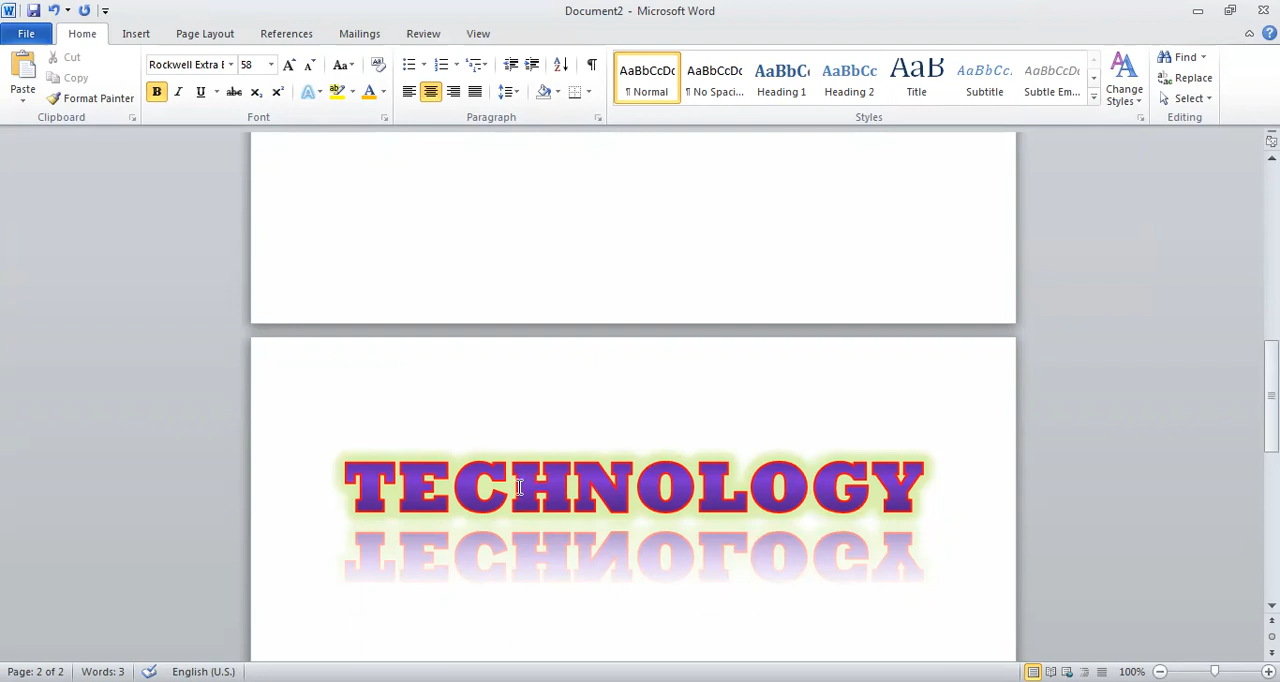 Document2 - Microsoft Word
File Home Insert Page Layout References Mailings Review View
Paste
Cut
Copy
Format Painter
Clipboard
Rockwell Extra E 58
Font
Paragraph
AaBbCcDc AaBbCcDc AaBbC AaBbCc AaB AaBbCc. AaBbCcDc
¶ Normal ¶ No Spaci... Heading 1 Heading 2 Title Subtitle Subtle Em...
Change Styles
Styles
Find
Replace
Select
Editing
TECHNOLOGY
Page: 2 of 2 Words: 3 English (U.S.) 100%